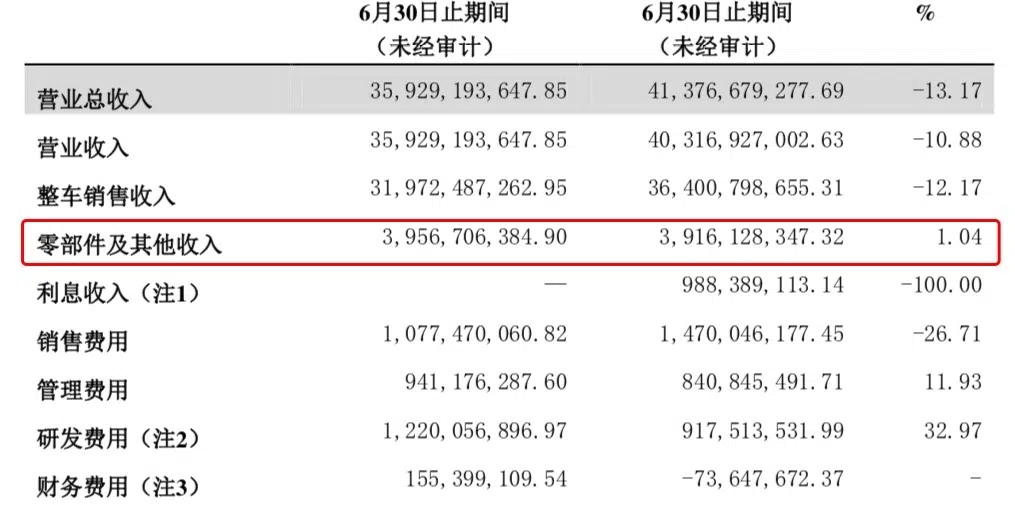 6月30日止期间 6月30日止期间 %
（未经审计） （未经审计）
营业总收入 35,929,193,647.85 41,376,679,277.69 -13.17
营业收入 35,929,193,647.85 40,316,927,002.63 -10.88
整车销售收入 31,972,487,262.95 36,400,798,655.31 -12.17
零部件及其他收入 3,956,706,384.90 3,916,128,347.32 1.04
利息收入（注1） — 988,389,113.14 -100.00
销售费用 1,077,470,060.82 1,470,046,177.45 -26.71
管理费用 941,176,287.60 840,845,491.71 11.93
研发费用（注2） 1,220,056,896.97 917,513,531.99 32.97
财务费用（注3） 155,399,109.54 -73,647,672.37 -